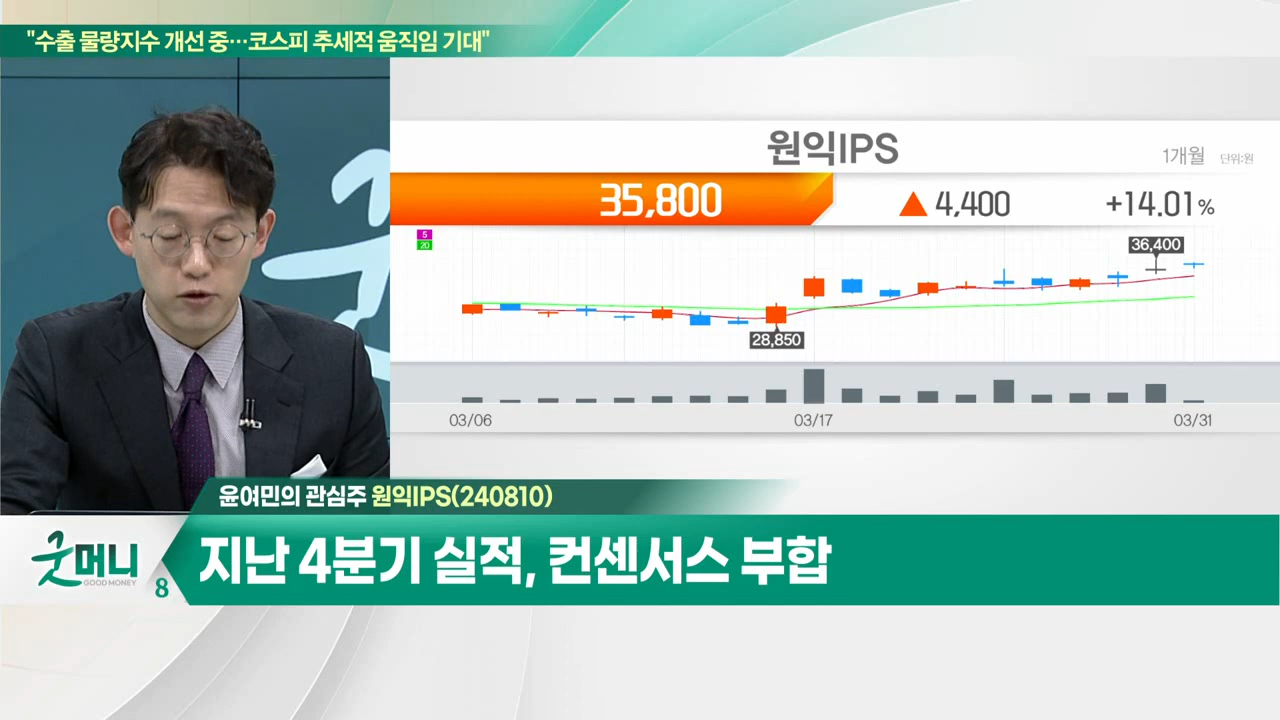 "수출 물량지수 개선 중…코스피 추세적 움직임 기대"
원익IPS
1개월 단위:원
35,800 ▲ 4,400 +14.01%
5
20
36,400
28,850
03/06 03/17 03/31
윤여민의 관심주 원익IPS(240810)
지난 4분기 실적, 컨센서스 부합
굿머니
GOOD MONEY
8